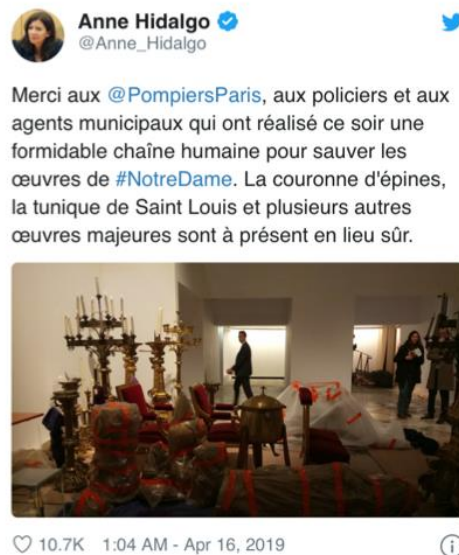 Anne Hidalgo
@Anne_Hidalgo
Merci aux @PompiersParis, aux policiers et aux
agents municipaux qui ont réalisé ce soir une
formidable chaîne humaine pour sauver les
œuvres de #NotreDame. La couronne d'épines,
la tunique de Saint Louis et plusieurs autres
œuvres majeures sont à présent en lieu sûr.
10.7K 1:04 AM - Apr 16, 2019